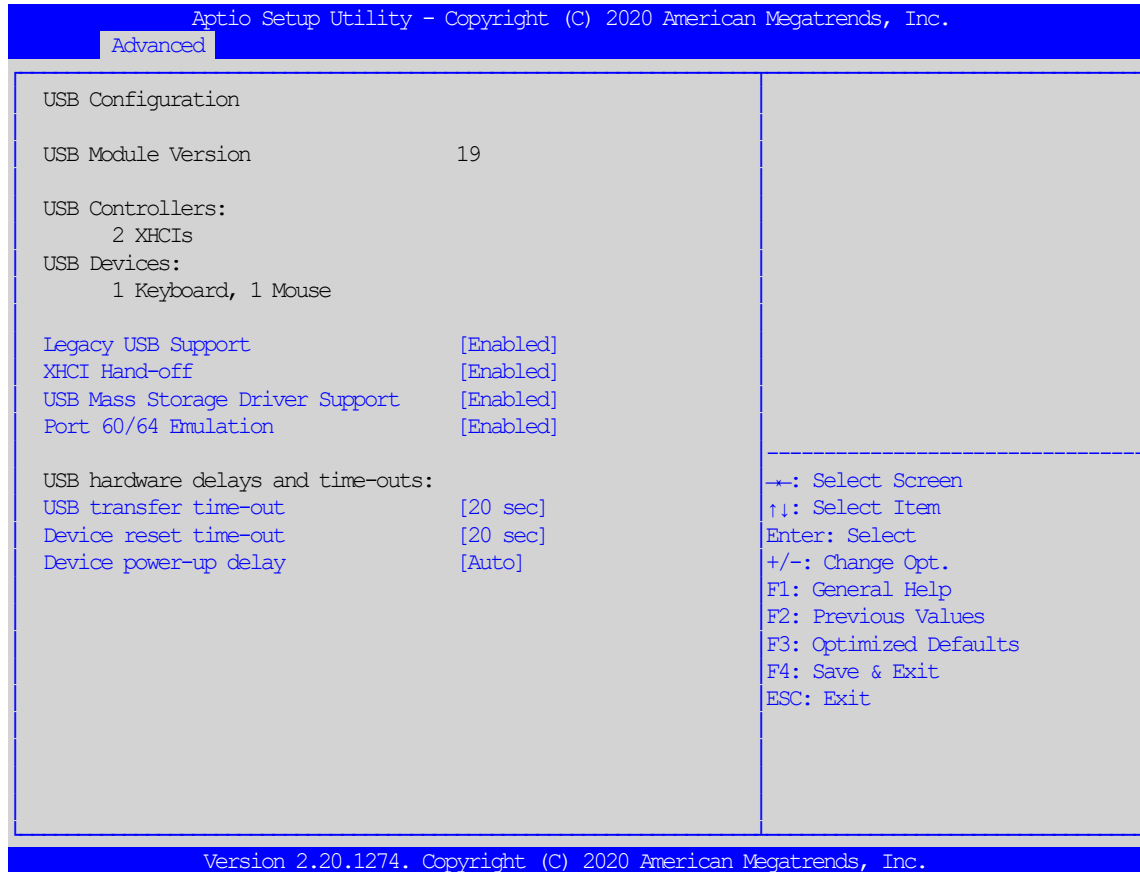 Aptio Setup Utility - Copyright (C) 2020 American Megatrends, Inc.
Advanced
USB Configuration
USB Module Version 19
USB Controllers:
2 XHCIs
USB Devices:
1 Keyboard, 1 Mouse
Legacy USB Support [Enabled]
XHCI Hand-off [Enabled]
USB Mass Storage Driver Support [Enabled]
Port 60/64 Emulation [Enabled]
USB hardware delays and time-outs:
USB transfer time-out [20 sec]
Device reset time-out [20 sec]
Device power-up delay [Auto]
→←: Select Screen
↑↓: Select Item
Enter: Select
+/-: Change Opt.
F1: General Help
F2: Previous Values
F3: Optimized Defaults
F4: Save & Exit
ESC: Exit
Version 2.20.1274. Copyright (C) 2020 American Megatrends, Inc.